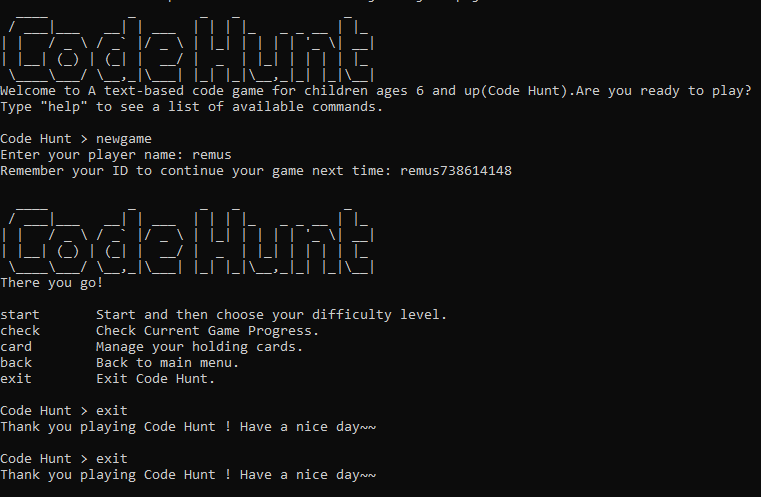 CodeHunt
Welcome to A text-based code game for children ages 6 and up(Code Hunt).Are you ready to play?
Type "help" to see a list of available commands.
Code Hunt > newgame
Enter your player name: remus
Remember your ID to continue your game next time: remus738614148
CodeHunt
There you go!
start Start and then choose your difficulty level.
check Check Current Game Progress.
card Manage your holding cards.
back Back to main menu.
exit Exit Code Hunt.
Code Hunt > exit
Thank you playing Code Hunt ! Have a nice day~~
Code Hunt > exit
Thank you playing Code Hunt ! Have a nice day~~